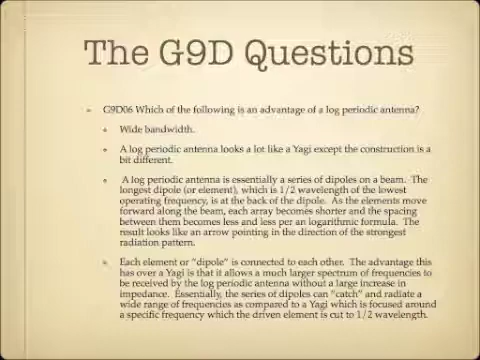 The G9D Questions
G9D06 Which of the following is an advantage of a log periodic antenna?
Wide bandwidth.
A log periodic antenna looks a lot like a Yagi except the construction is a
bit different.
A log periodic antenna is essentially a series of dipoles on a beam. The
longest dipole (or element), which is 1/2 wavelength of the lowest
operating frequency, is at the back of the dipole. As the elements move
forward along the beam, each array becomes shorter and the spacing
between them becomes less and less per an logarithmic formula. The
result looks like an arrow pointing in the direction of the strongest
radiation pattern.
Each element or "dipole" is connected to each other. The advantage this
has over a Yagi is that it allows a much larger spectrum of frequencies to
be received by the log periodic antenna without a large increase in
impedance. Essentially, the series of dipoles can "catch" and radiate a
wide range of frequencies as compared to a Yagi which is focused around
a specific frequency which the driven element is cut to 1/2 wavelength.